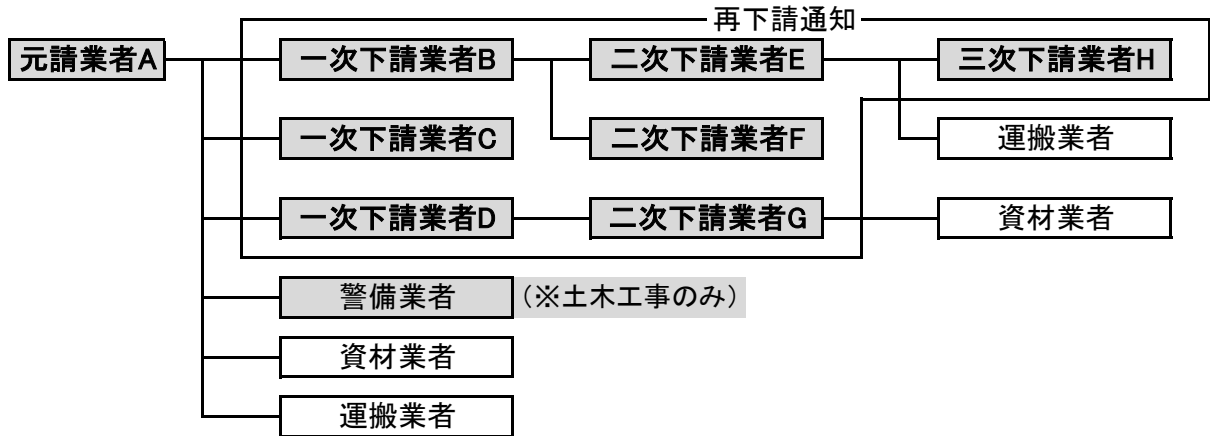 再下請通知
元請業者A 一次下請業者B 二次下請業者E 三次下請業者H
一次下請業者C 二次下請業者F 運搬業者
一次下請業者D 二次下請業者G 資材業者
警備業者 (※土木工事のみ)
資材業者
運搬業者